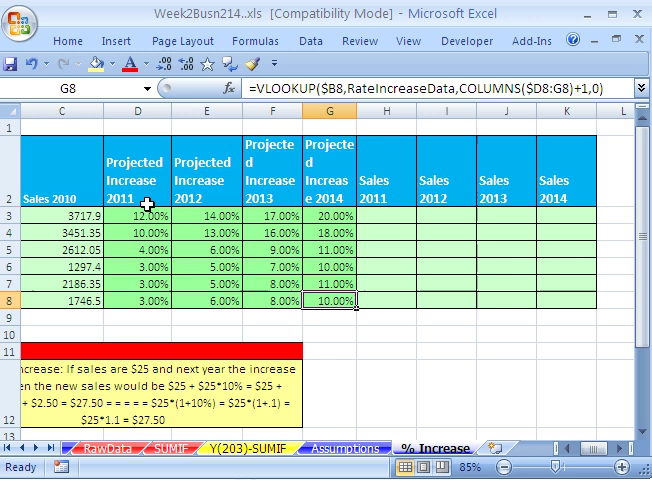 Week2Busn214..xls [Compatibility Mode] - Microsoft Excel
Home Insert Page Layout Formulas Data Review View Developer Add-Ins
G8 fx =VLOOKUP($B8,RateIncreaseData,COLUMNS($D8:G8)+1,0)
C D E F G H I J K L
1
2 Sales 2010 Projected Increase 2011 Projected Increase 2012 Projecte d Increase 2013 Projecte d Increas e 2014 Sales 2011 Sales 2012 Sales 2013 Sales 2014
3 3717.9 12.00% 14.00% 17.00% 20.00%
4 3451.35 10.00% 13.00% 16.00% 18.00%
5 2612.05 4.00% 6.00% 9.00% 11.00%
6 1297.4 3.00% 5.00% 7.00% 10.00%
7 2186.35 3.00% 5.00% 8.00% 11.00%
8 1746.5 3.00% 6.00% 8.00% 10.00%
9
10
11
ncrease: If sales are $25 and next year the increase
en the new sales would be $25 + $25*10% = $25 +
+ $2.50 = $27.50 = = = = = $25*(1+10%) = $25*(1+.1) =
12 $25*1.1 = $27.50
13
RawData SUMIF Y(203)-SUMIF Assumptions % Increase
Ready 85%